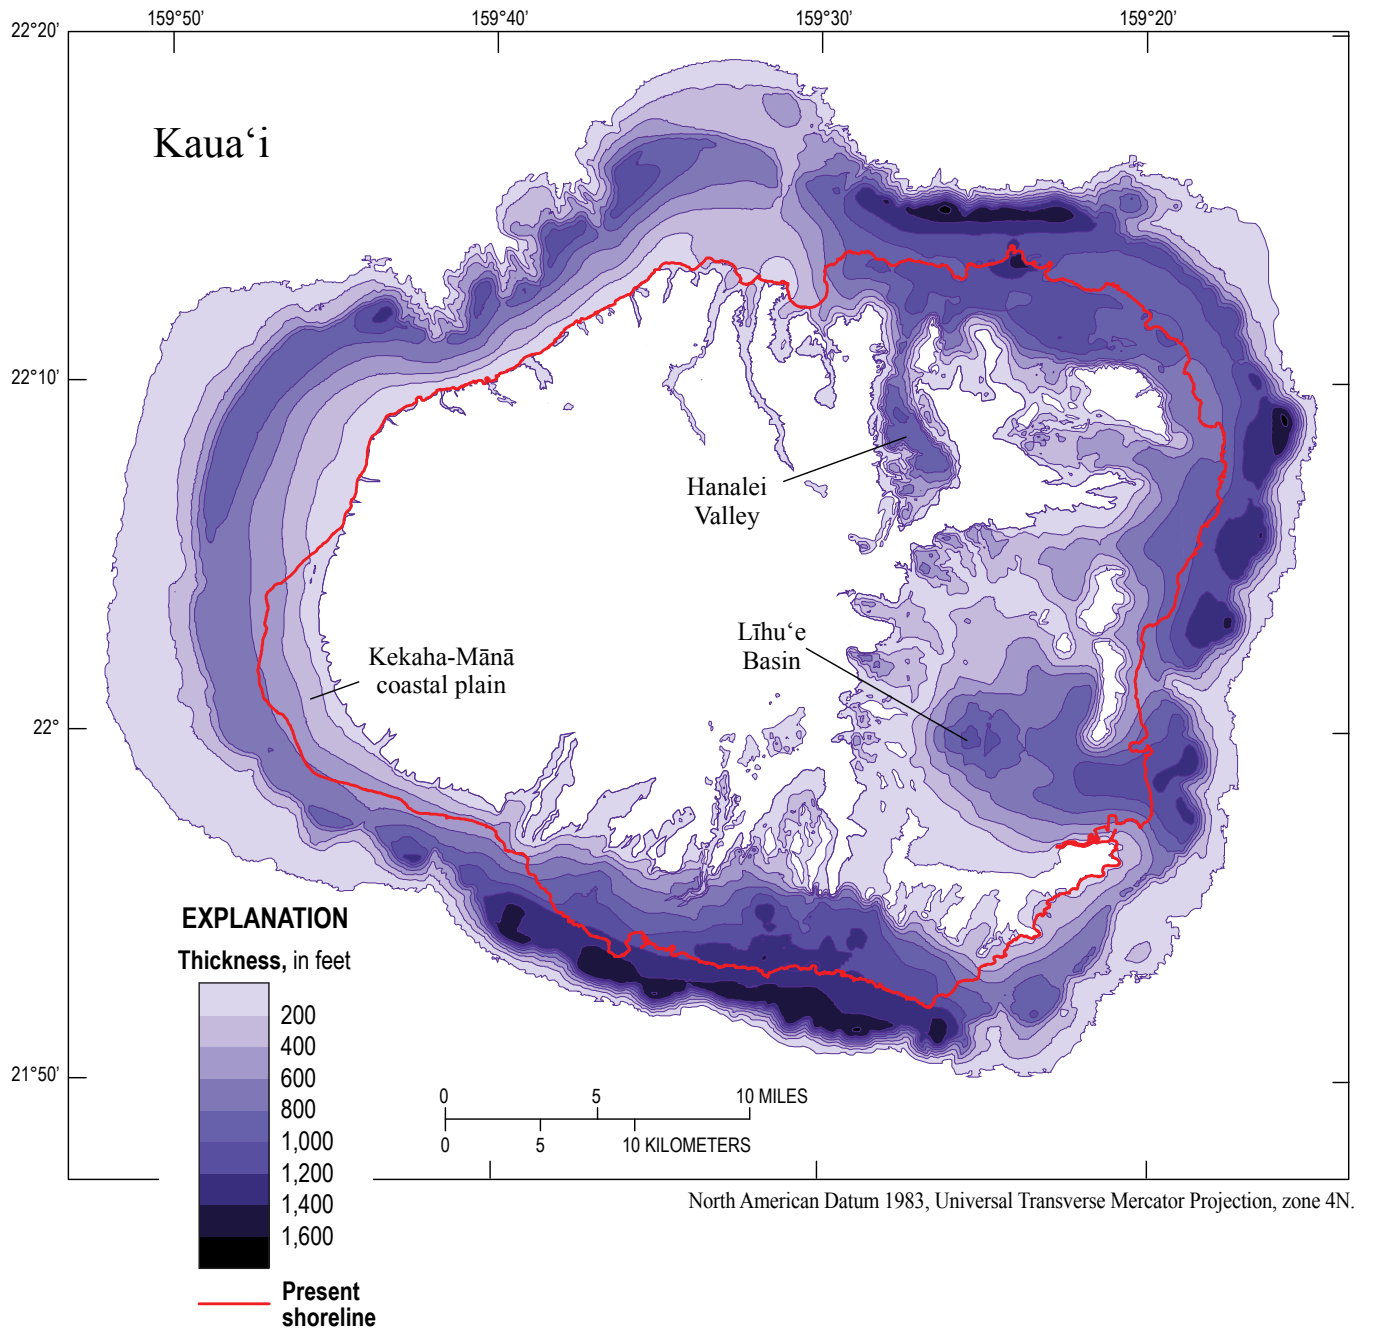 159°50'
159°40'
159°30'
159°20'
22°20'
Kauaʻi
22°10'
Hanalei
Valley
Līhuʻe
Basin
Kekaha-Mānā
coastal plain
22°
EXPLANATION
Thickness, in feet
200
400
600
800
1,000
1,200
1,400
1,600
Present
shoreline
21°50'
0 5 10 MILES
0 5 10 KILOMETERS
North American Datum 1983, Universal Transverse Mercator Projection, zone 4N.